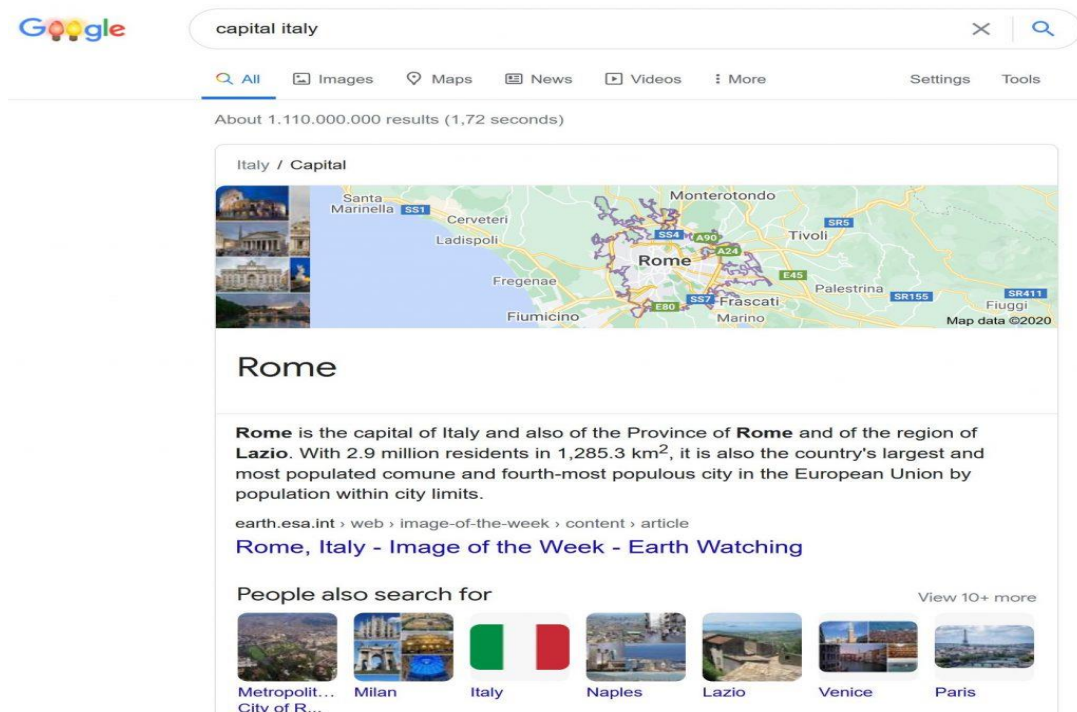 Google
capital italy
All Images Maps News Videos More Settings Tools
About 1.110.000.000 results (1,72 seconds)
Italy / Capital
Santa
Marinella SS1
Cerveteri
Ladispoli
Fregenae
Fiumicino
Monterotondo
SS4 A90
A24
SR5
Tivoli
Rome
E45
Palestrina
SR155
SR411
Fiuggi
E80 SS7 Frascati
Marino
Map data ©2020
Rome
Rome is the capital of Italy and also of the Province of Rome and of the region of
Lazio. With 2.9 million residents in 1,285.3 km², it is also the country's largest and
most populated comune and fourth-most populous city in the European Union by
population within city limits.
earth.esa.int › web › image-of-the-week › content › article
Rome, Italy - Image of the Week - Earth Watching
People also search for
View 10+ more
Metropolit...
City of R...
Milan
Italy
Naples
Lazio
Venice
Paris